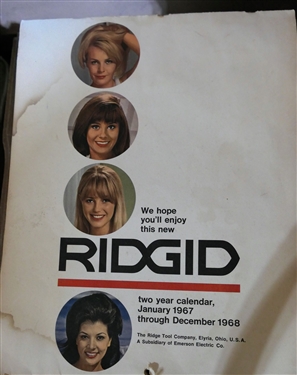 We hope
you'll enjoy
this new
RIDGID
two year calendar,
January 1967
through December 1968
The Ridge Tool Company, Elyria, Ohio, U.S.A.
A Subsidiary of Emerson Electric Co.